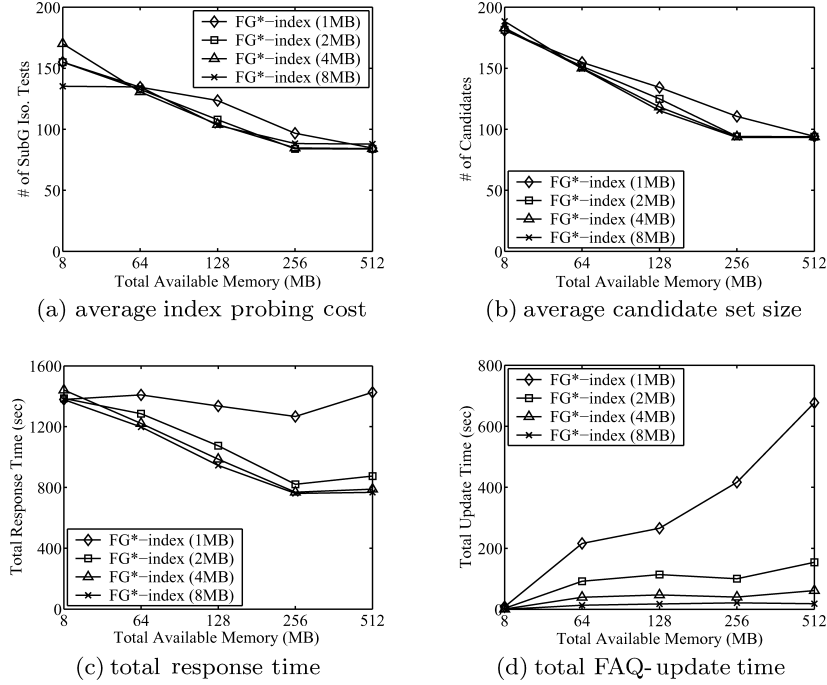 200
FG*−index (1MB)
FG*−index (2MB)
FG*−index (4MB)
FG*−index (8MB)
150
100
50
0
# of SubG Iso. Tests
8 64 128 256 512
Total Available Memory (MB)
(a) average index probing cost
200
150
100
50
0
# of Candidates
FG*−index (1MB)
FG*−index (2MB)
FG*−index (4MB)
FG*−index (8MB)
8 64 128 256 512
Total Available Memory (MB)
(b) average candidate set size
1600
1200
800
400
0
Total Response Time (sec)
FG*−index (1MB)
FG*−index (2MB)
FG*−index (4MB)
FG*−index (8MB)
8 64 128 256 512
Total Available Memory (MB)
(c) total response time
800
600
400
200
0
Total Update Time (sec)
FG*−index (1MB)
FG*−index (2MB)
FG*−index (4MB)
FG*−index (8MB)
8 64 128 256 512
Total Available Memory (MB)
(d) total FAQ-update time